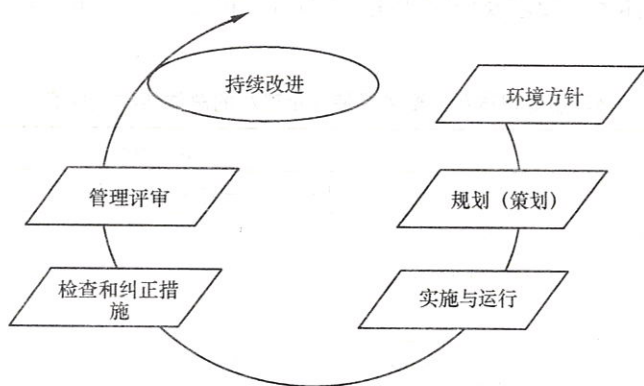 持续改进
环境方针
管理评审
规划（策划）
检查和纠正措
施
实施与运行